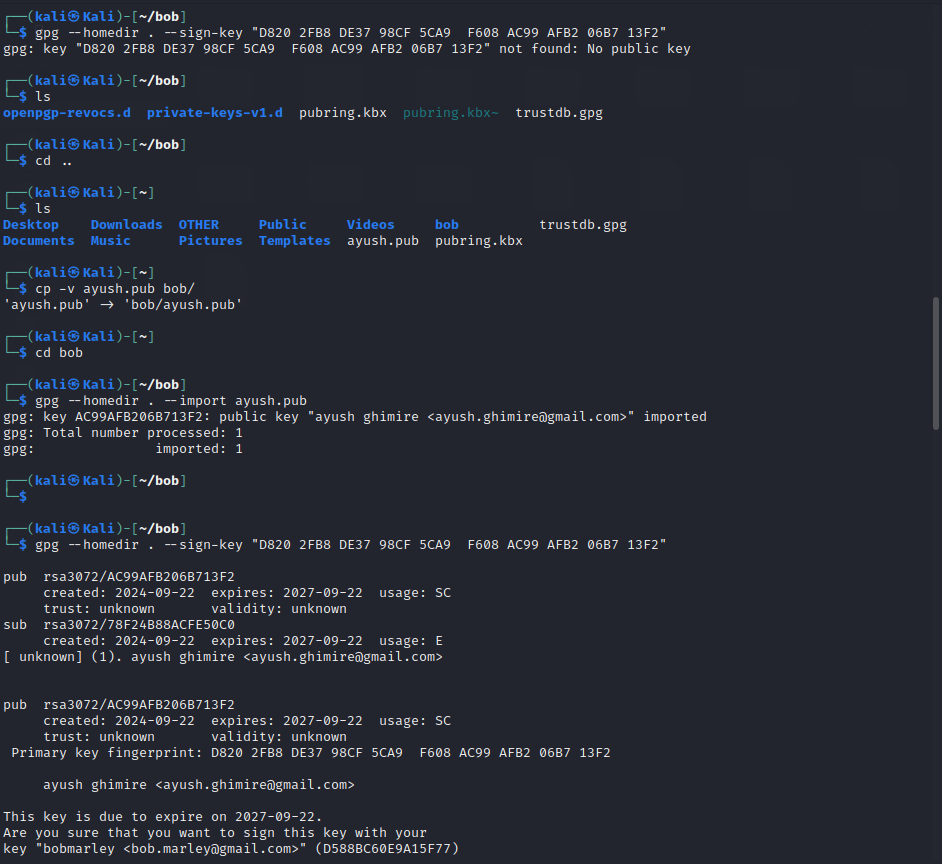 ┌──(kali㉿Kali)-[~/bob]
└─$ gpg --homedir . --sign-key "D820 2FB8 DE37 98CF 5CA9  F608 AC99 AFB2 06B7 13F2"
gpg: key "D820 2FB8 DE37 98CF 5CA9  F608 AC99 AFB2 06B7 13F2" not found: No public key
┌──(kali㉿Kali)-[~/bob]
└─$ ls
openpgp-revocs.d  private-keys-v1.d  pubring.kbx  pubring.kbx~  trustdb.gpg
┌──(kali㉿Kali)-[~/bob]
└─$ cd ..
┌──(kali㉿Kali)-[~]
└─$ ls
Desktop    Downloads  OTHER     Public     Videos     bob          trustdb.gpg
Documents  Music      Pictures  Templates  ayush.pub  pubring.kbx
┌──(kali㉿Kali)-[~]
└─$ cp -v ayush.pub bob/
'ayush.pub' -> 'bob/ayush.pub'
┌──(kali㉿Kali)-[~]
└─$ cd bob
┌──(kali㉿Kali)-[~/bob]
└─$ gpg --homedir . --import ayush.pub
gpg: key AC99AFB206B713F2: public key "ayush ghimire <ayush.ghimire@gmail.com>" imported
gpg: Total number processed: 1
gpg:               imported: 1
┌──(kali㉿Kali)-[~/bob]
└─$
┌──(kali㉿Kali)-[~/bob]
└─$ gpg --homedir . --sign-key "D820 2FB8 DE37 98CF 5CA9  F608 AC99 AFB2 06B7 13F2"
pub  rsa3072/AC99AFB206B713F2
     created: 2024-09-22  expires: 2027-09-22  usage: SC
     trust: unknown       validity: unknown
sub  rsa3072/78F24B88ACFE50C0
     created: 2024-09-22  expires: 2027-09-22  usage: E
[ unknown] (1). ayush ghimire <ayush.ghimire@gmail.com>
pub  rsa3072/AC99AFB206B713F2
     created: 2024-09-22  expires: 2027-09-22  usage: SC
     trust: unknown       validity: unknown
 Primary key fingerprint: D820 2FB8 DE37 98CF 5CA9  F608 AC99 AFB2 06B7 13F2
     ayush ghimire <ayush.ghimire@gmail.com>
This key is due to expire on 2027-09-22.
Are you sure that you want to sign this key with your
key "bobmarley <bob.marley@gmail.com>" (D588BC60E9A15F77)